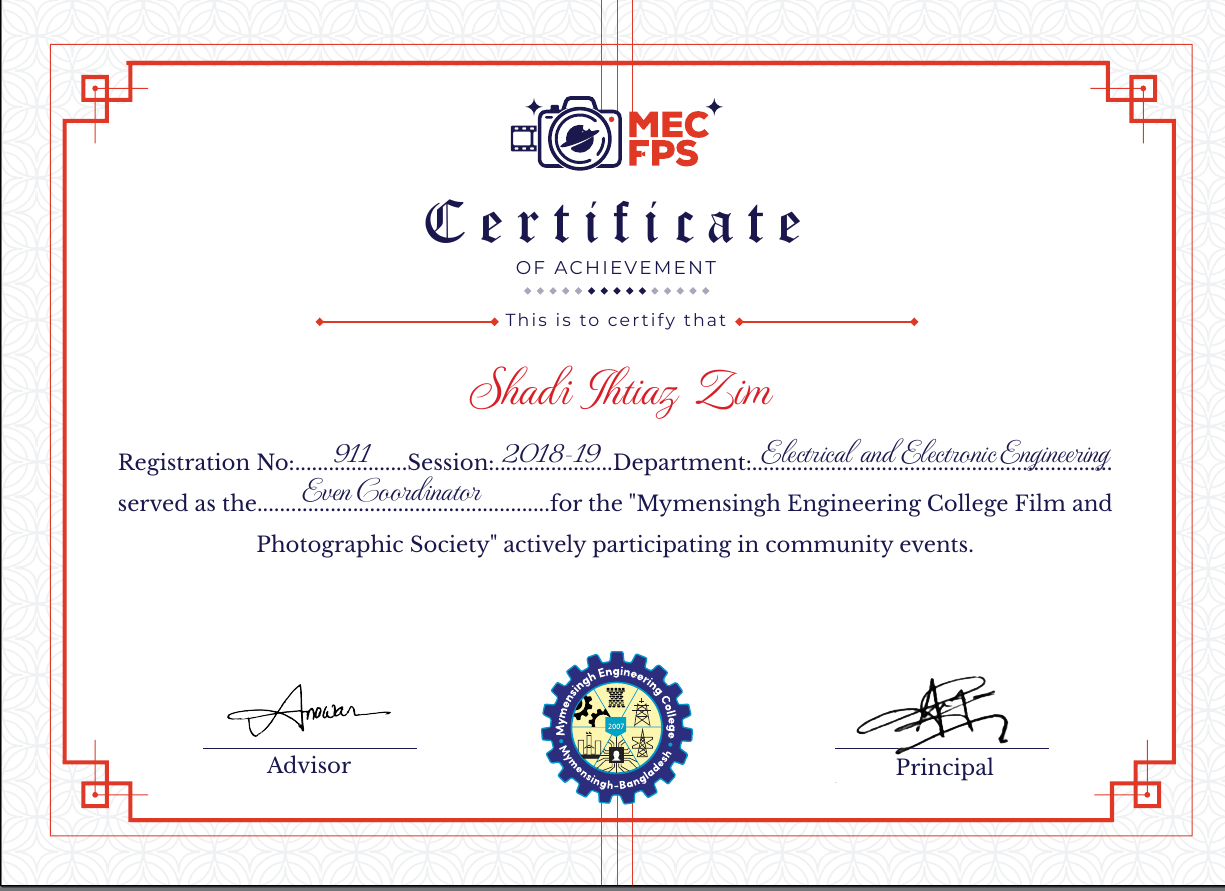 MEC
FPS
Certificate
OF ACHIEVEMENT
This is to certify that
Shadi Ihtiaz Zim
Registration No:......911......Session:.2018-19..Department:.Electrical and Electronic Engineering
served as the........Even Coordinator............for the "Mymensingh Engineering College Film and
Photographic Society" actively participating in community events.
Anowar
Advisor
Mymensingh Engineering College
2007
Mymensingh-Bangladesh
Principal